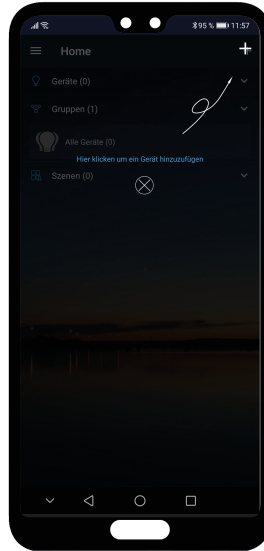 95 % 11:57
Home
Geräte (0)
Gruppen (1)
Alle Geräte (0)
Hier klicken um ein Gerät hinzuzufügen
Szenen (0)